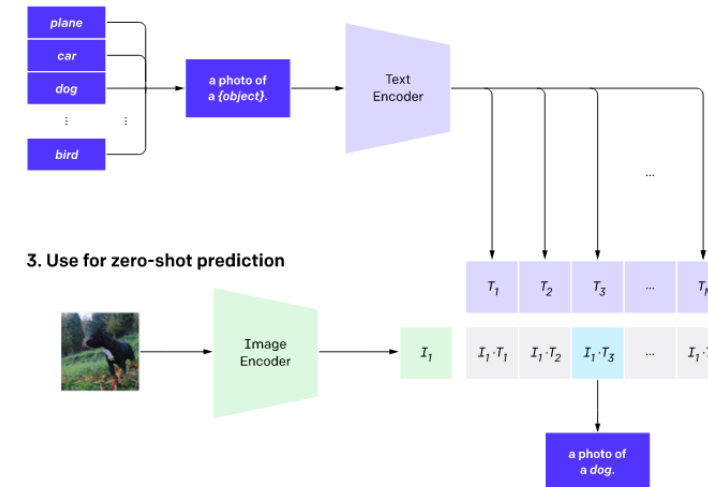 plane
car
dog
⋮ ⋮
bird
a photo of
a {object}.
Text
Encoder
...
3. Use for zero-shot prediction
T1 T2 T3 ...
Image
Encoder
I1
I1·T1 I1·T2 I1·T3 ...
a photo of
a dog.